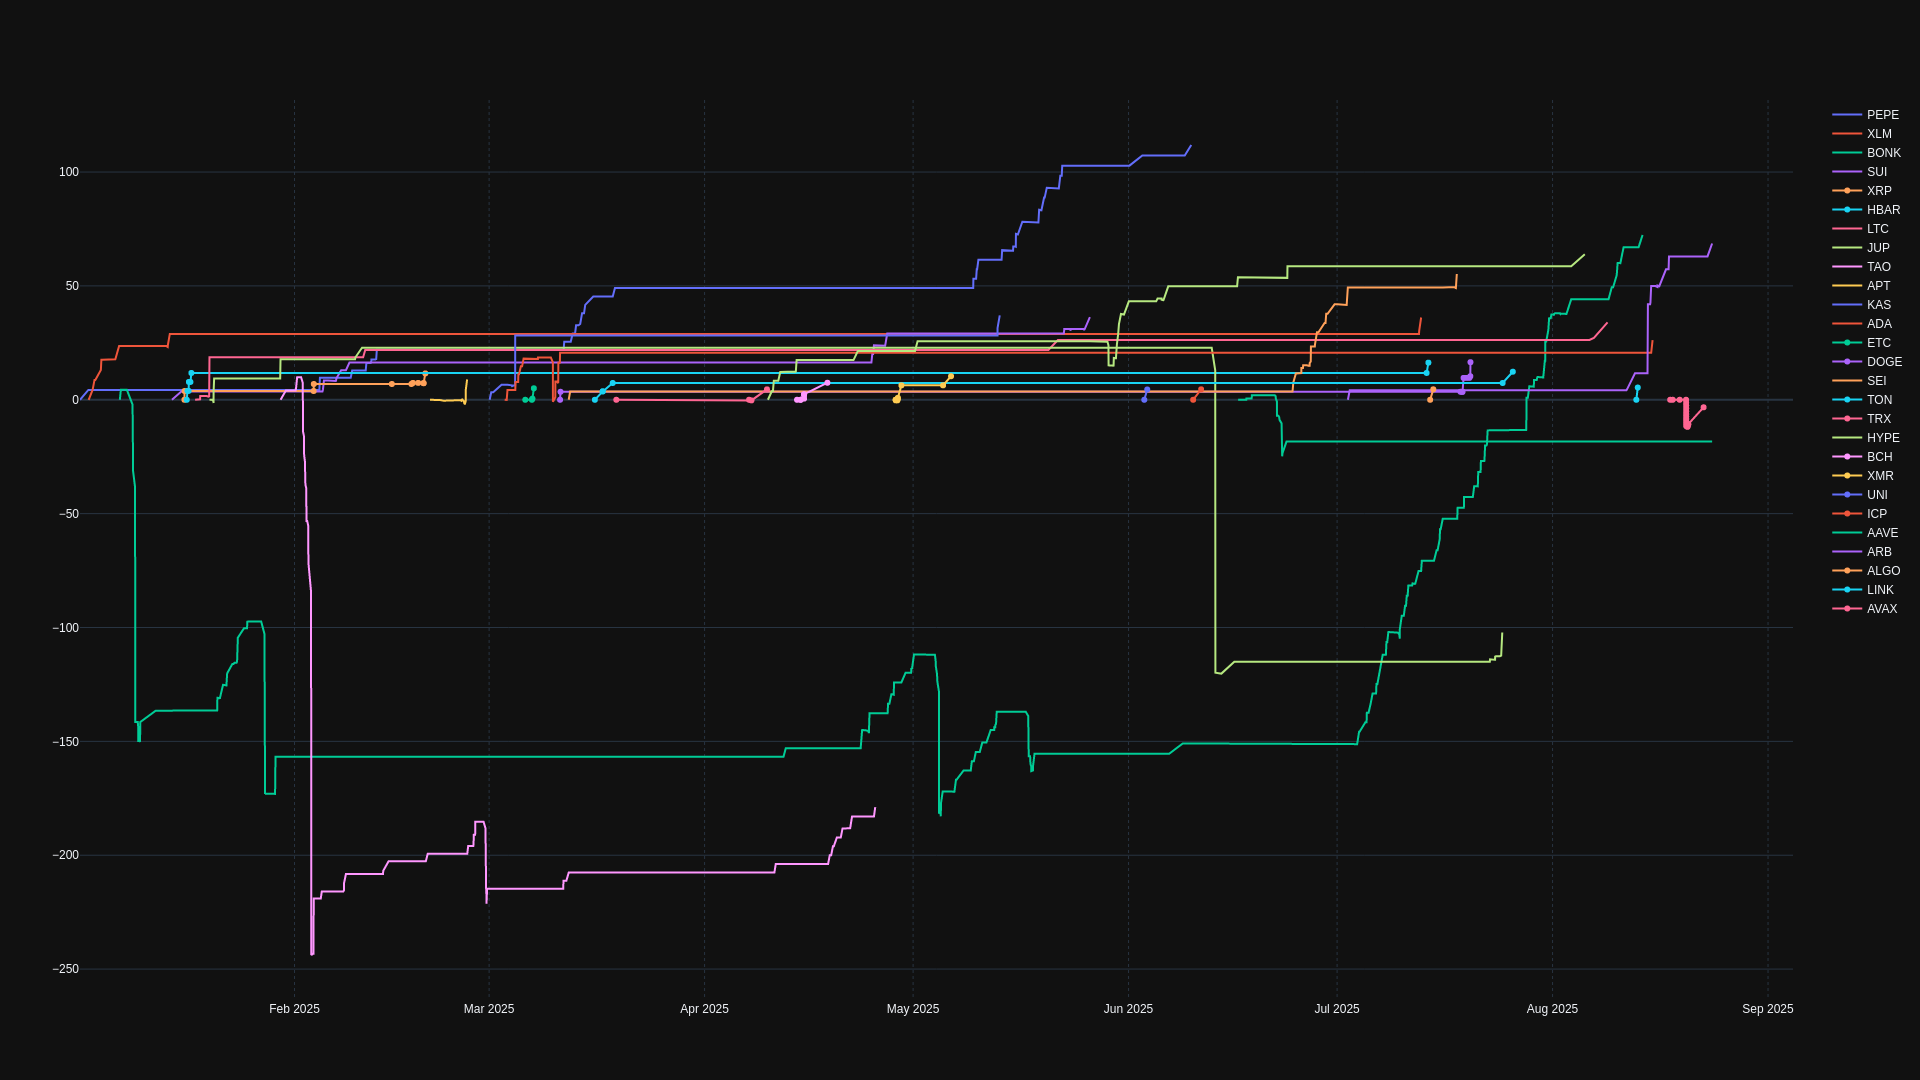 100
50
0
−50
−100
−150
−200
−250
Feb 2025
Mar 2025
Apr 2025
May 2025
Jun 2025
Jul 2025
Aug 2025
Sep 2025
PEPE
XLM
BONK
SUI
XRP
HBAR
LTC
JUP
TAO
APT
KAS
ADA
ETC
DOGE
SEI
TON
TRX
HYPE
BCH
XMR
UNI
ICP
AAVE
ARB
ALGO
LINK
AVAX